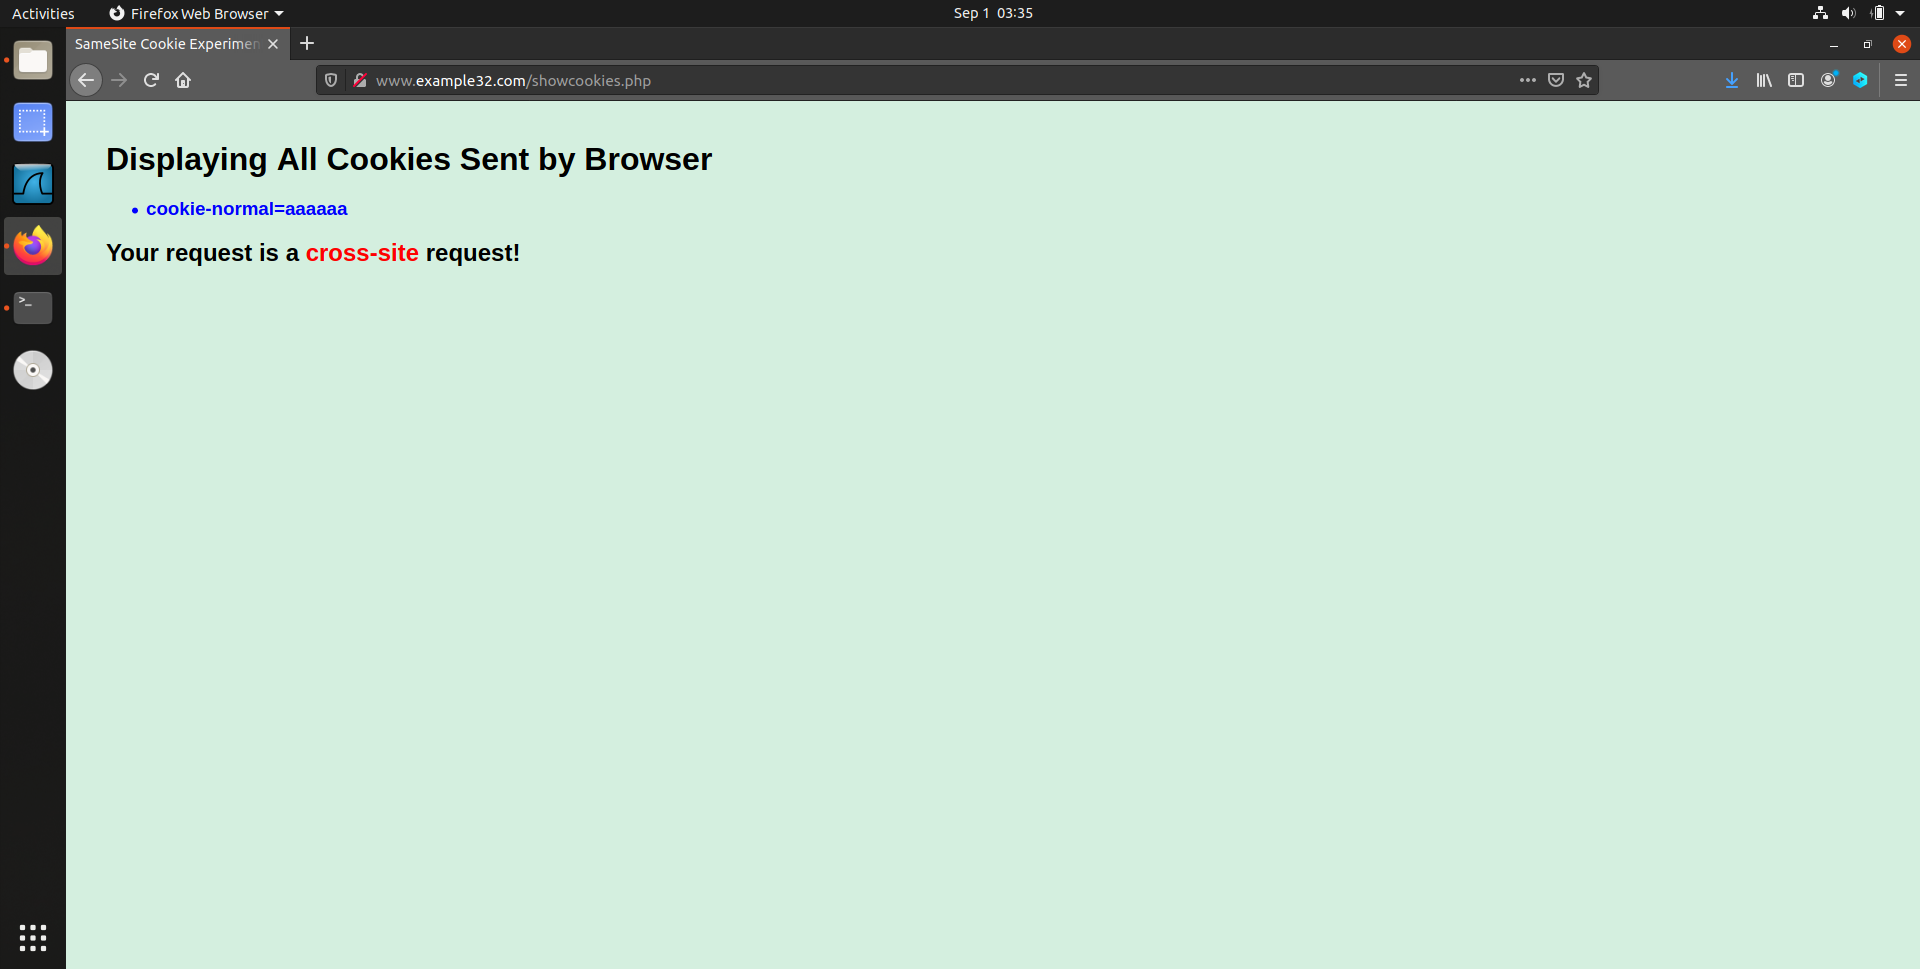 Activities
Firefox Web Browser
Sep 1 03:35
SameSite Cookie Experimen
www.example32.com/showcookies.php
Displaying All Cookies Sent by Browser
• cookie-normal=aaaaaa
Your request is a cross-site request!